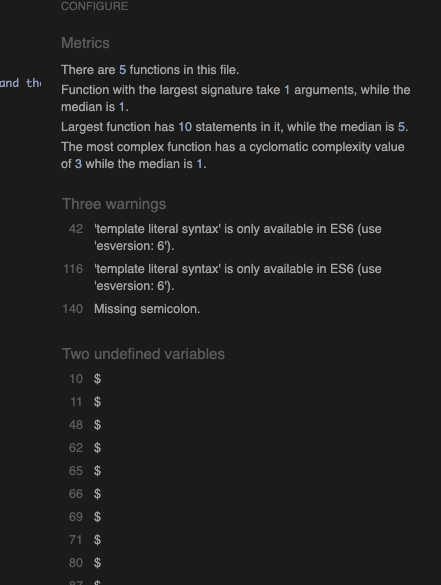 CONFIGURE
Metrics
There are 5 functions in this file.
and the
Function with the largest signature take 1 arguments, while the
median is 1.
Largest function has 10 statements in it, while the median is 5.
The most complex function has a cyclomatic complexity value
of 3 while the median is 1.
Three warnings
42 'template literal syntax' is only available in ES6 (use
'esversion: 6').
116 'template literal syntax' is only available in ES6 (use
'esversion: 6').
140 Missing semicolon.
Two undefined variables
10 $
11 $
48 $
62 $
65 $
66 $
69 $
71 $
80 $
87 $